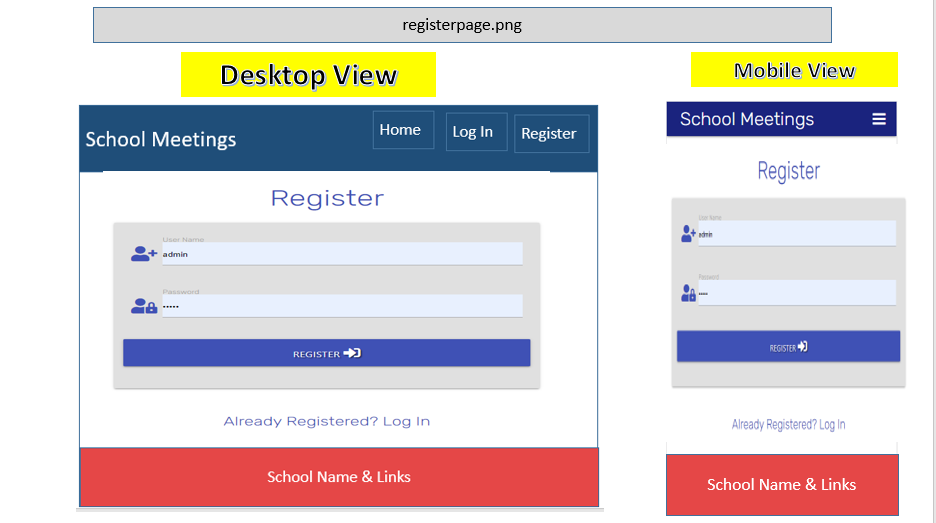 registerpage.png
Desktop View
School Meetings
Home
Log In
Register
Register
User Name
admin
Password
•••••
REGISTER
Already Registered? Log In
School Name & Links
Mobile View
School Meetings
Register
User Name
admin
Password
•••••
REGISTER
Already Registered? Log In
School Name & Links